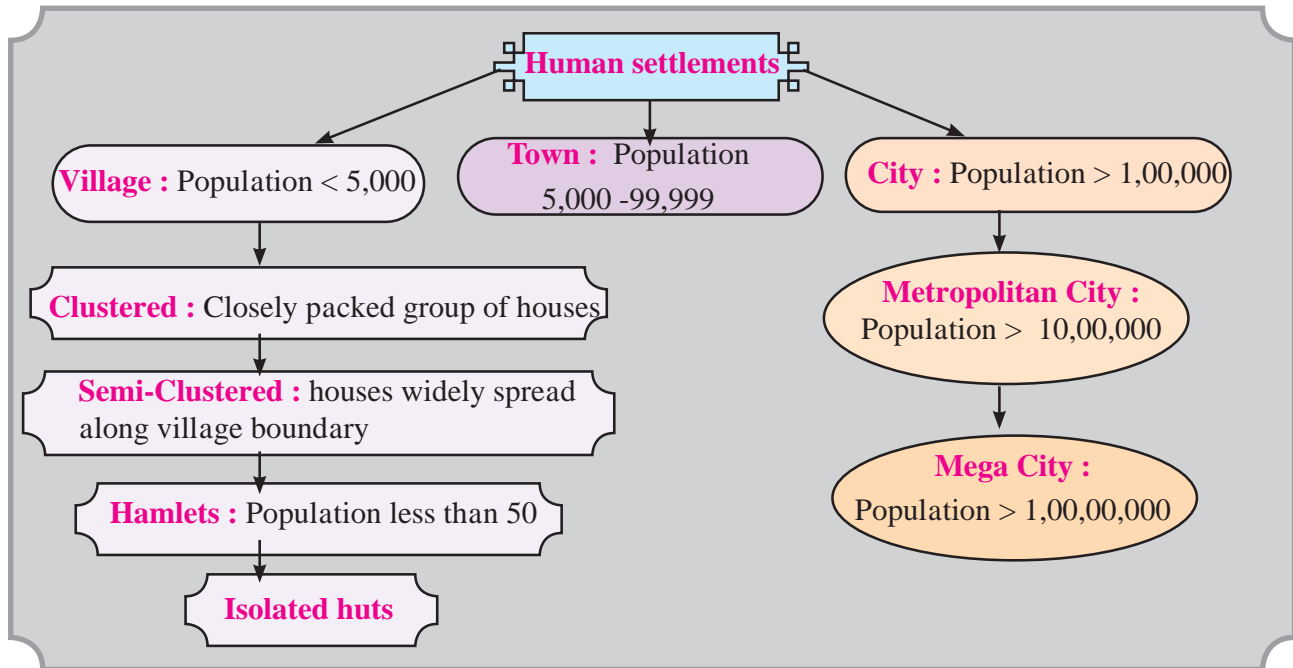 Human settlements
Village : Population < 5,000
Town : Population
5,000 -99,999
City : Population > 1,00,000
Clustered : Closely packed group of houses
Semi-Clustered : houses widely spread
along village boundary
Hamlets : Population less than 50
Isolated huts
Metropolitan City :
Population > 10,00,000
Mega City :
Population > 1,00,00,000